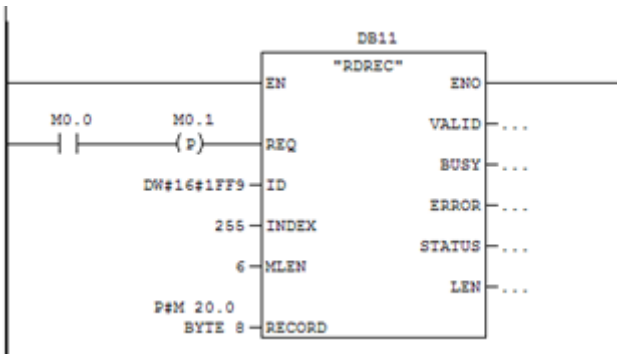 DB11
"RDREC"
EN ENO
M0.0 M0.1 VALID ...
(P) REQ
BUSY ...
DW#16#1FF9 ID
ERROR ...
255 INDEX
STATUS ...
6 MLEN
LEN ...
P#M 20.0
BYTE 8 RECORD